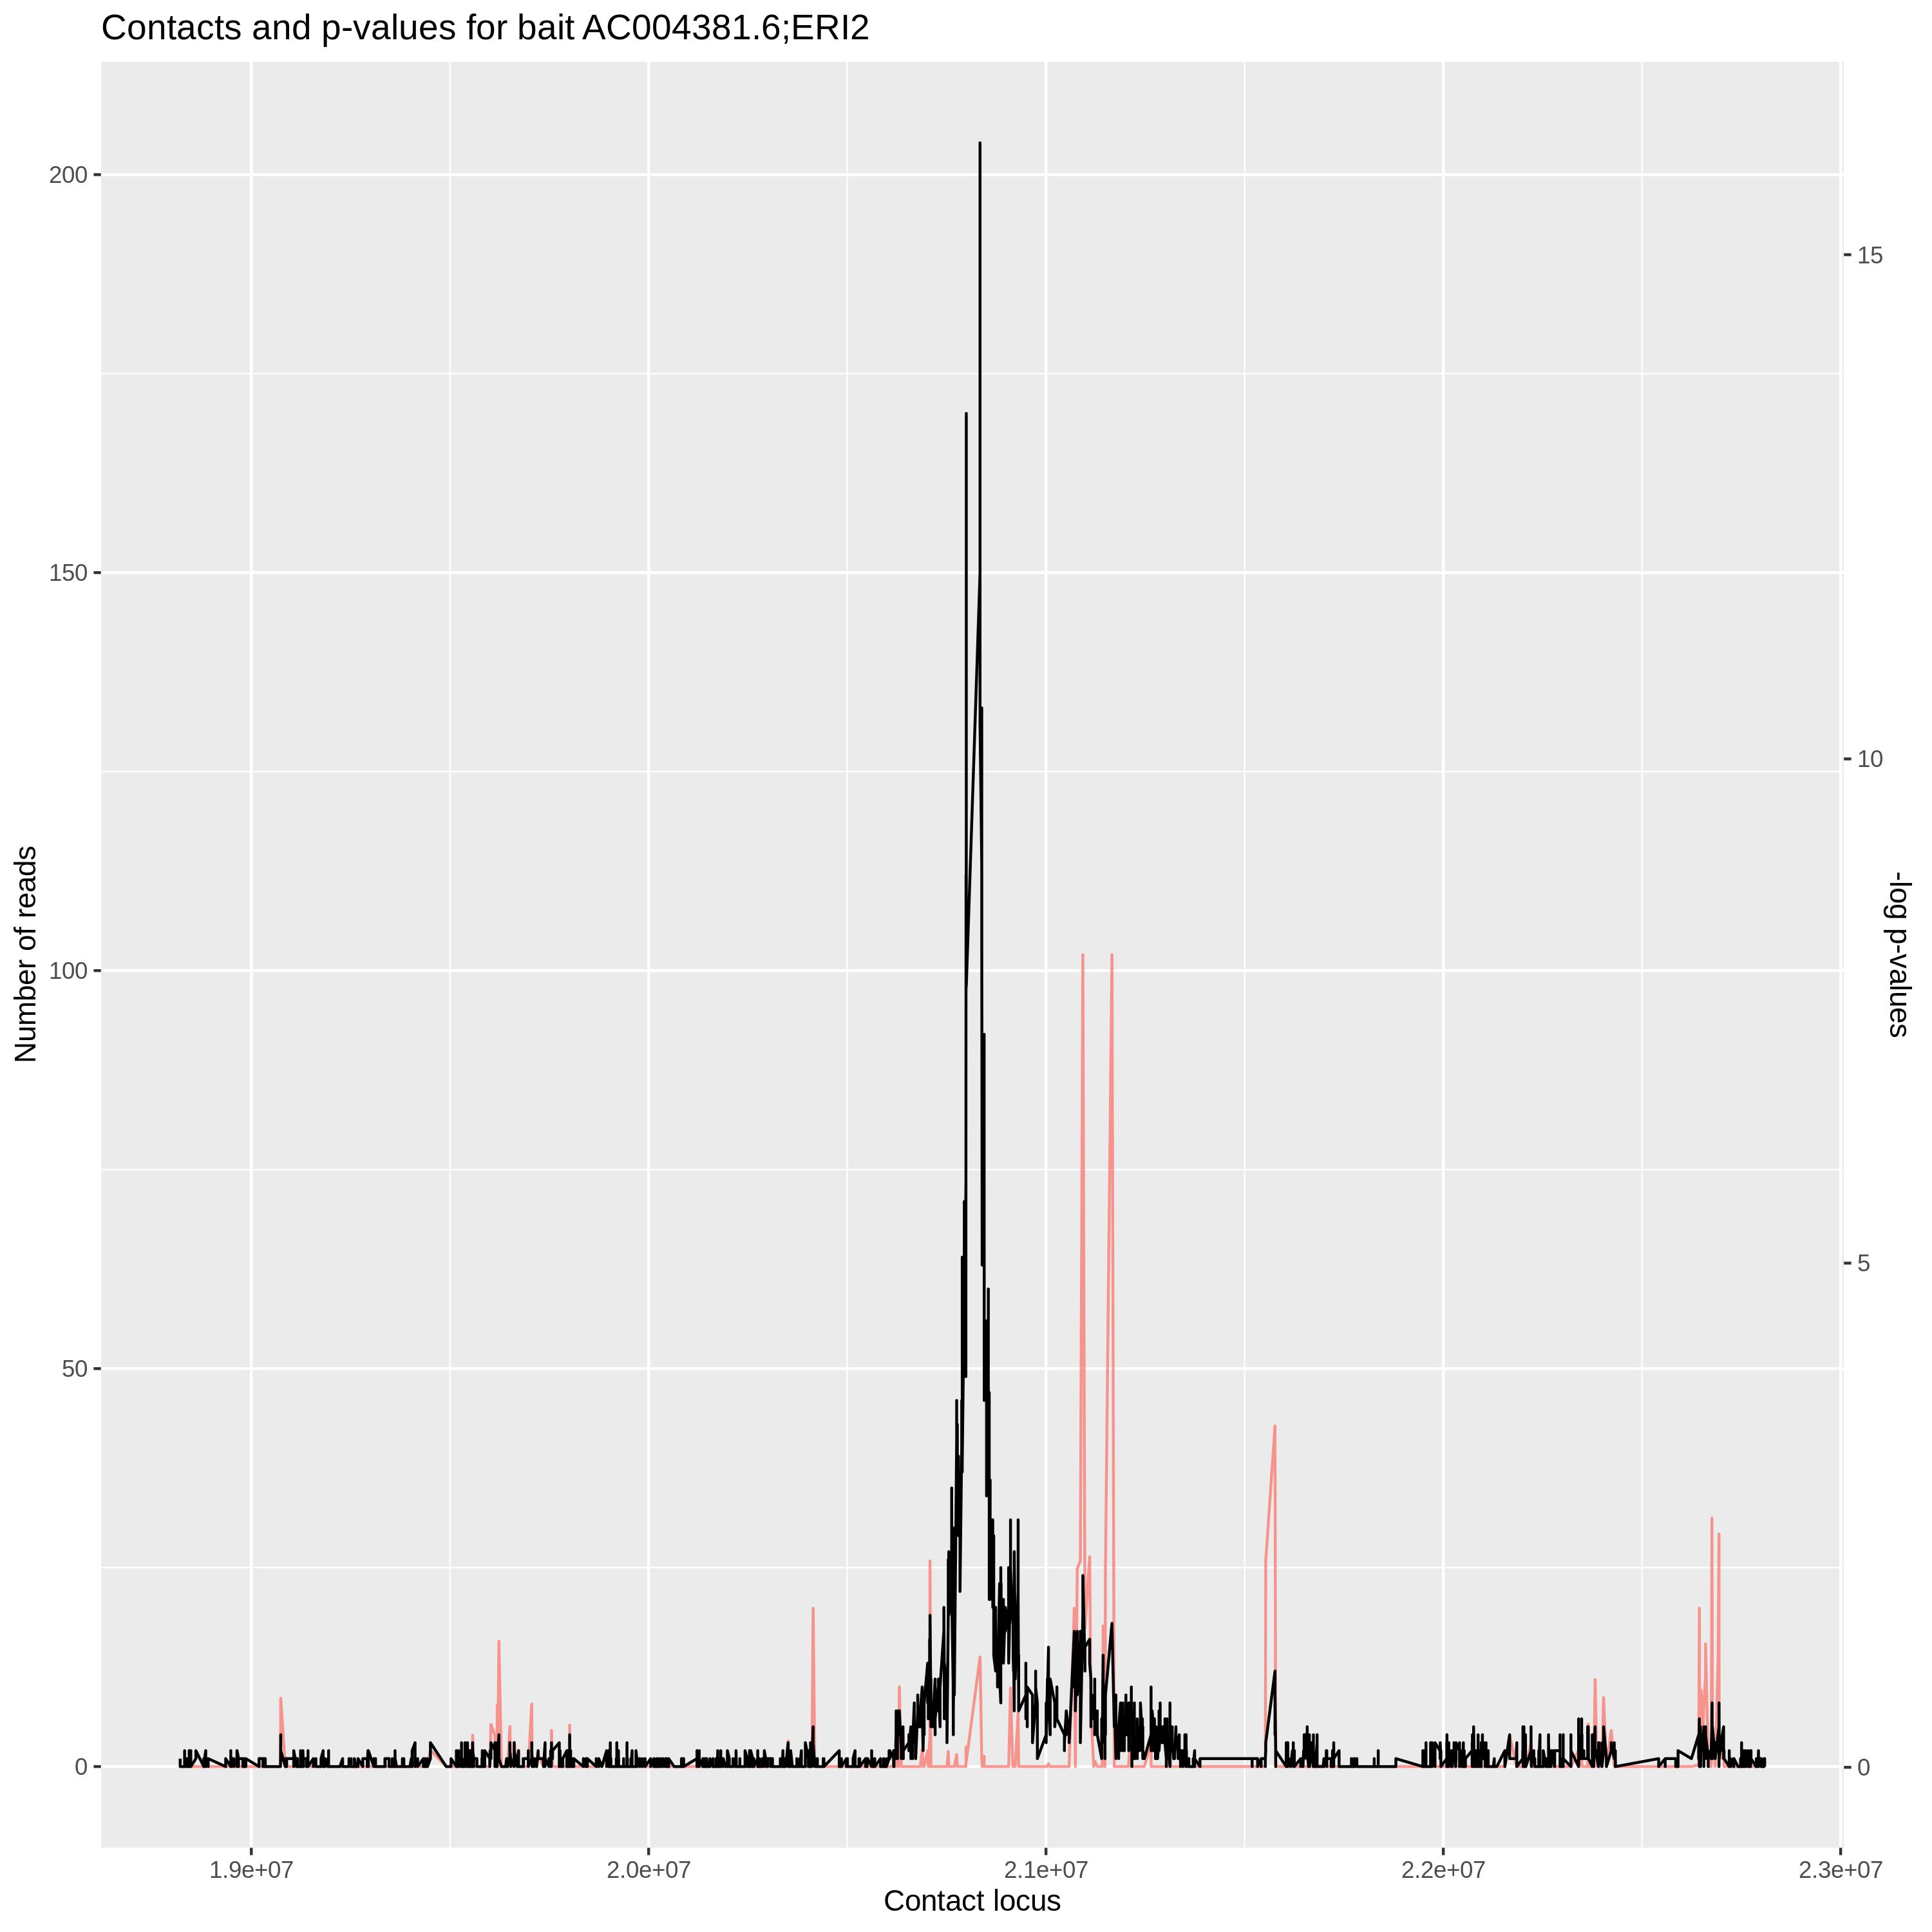 Contacts and p-values for bait AC004381.6;ERI2
200
150
100
50
0
Number of reads
15
10
5
0
-log p-values
1.9e+07
2.0e+07
2.1e+07
2.2e+07
2.3e+07
Contact locus